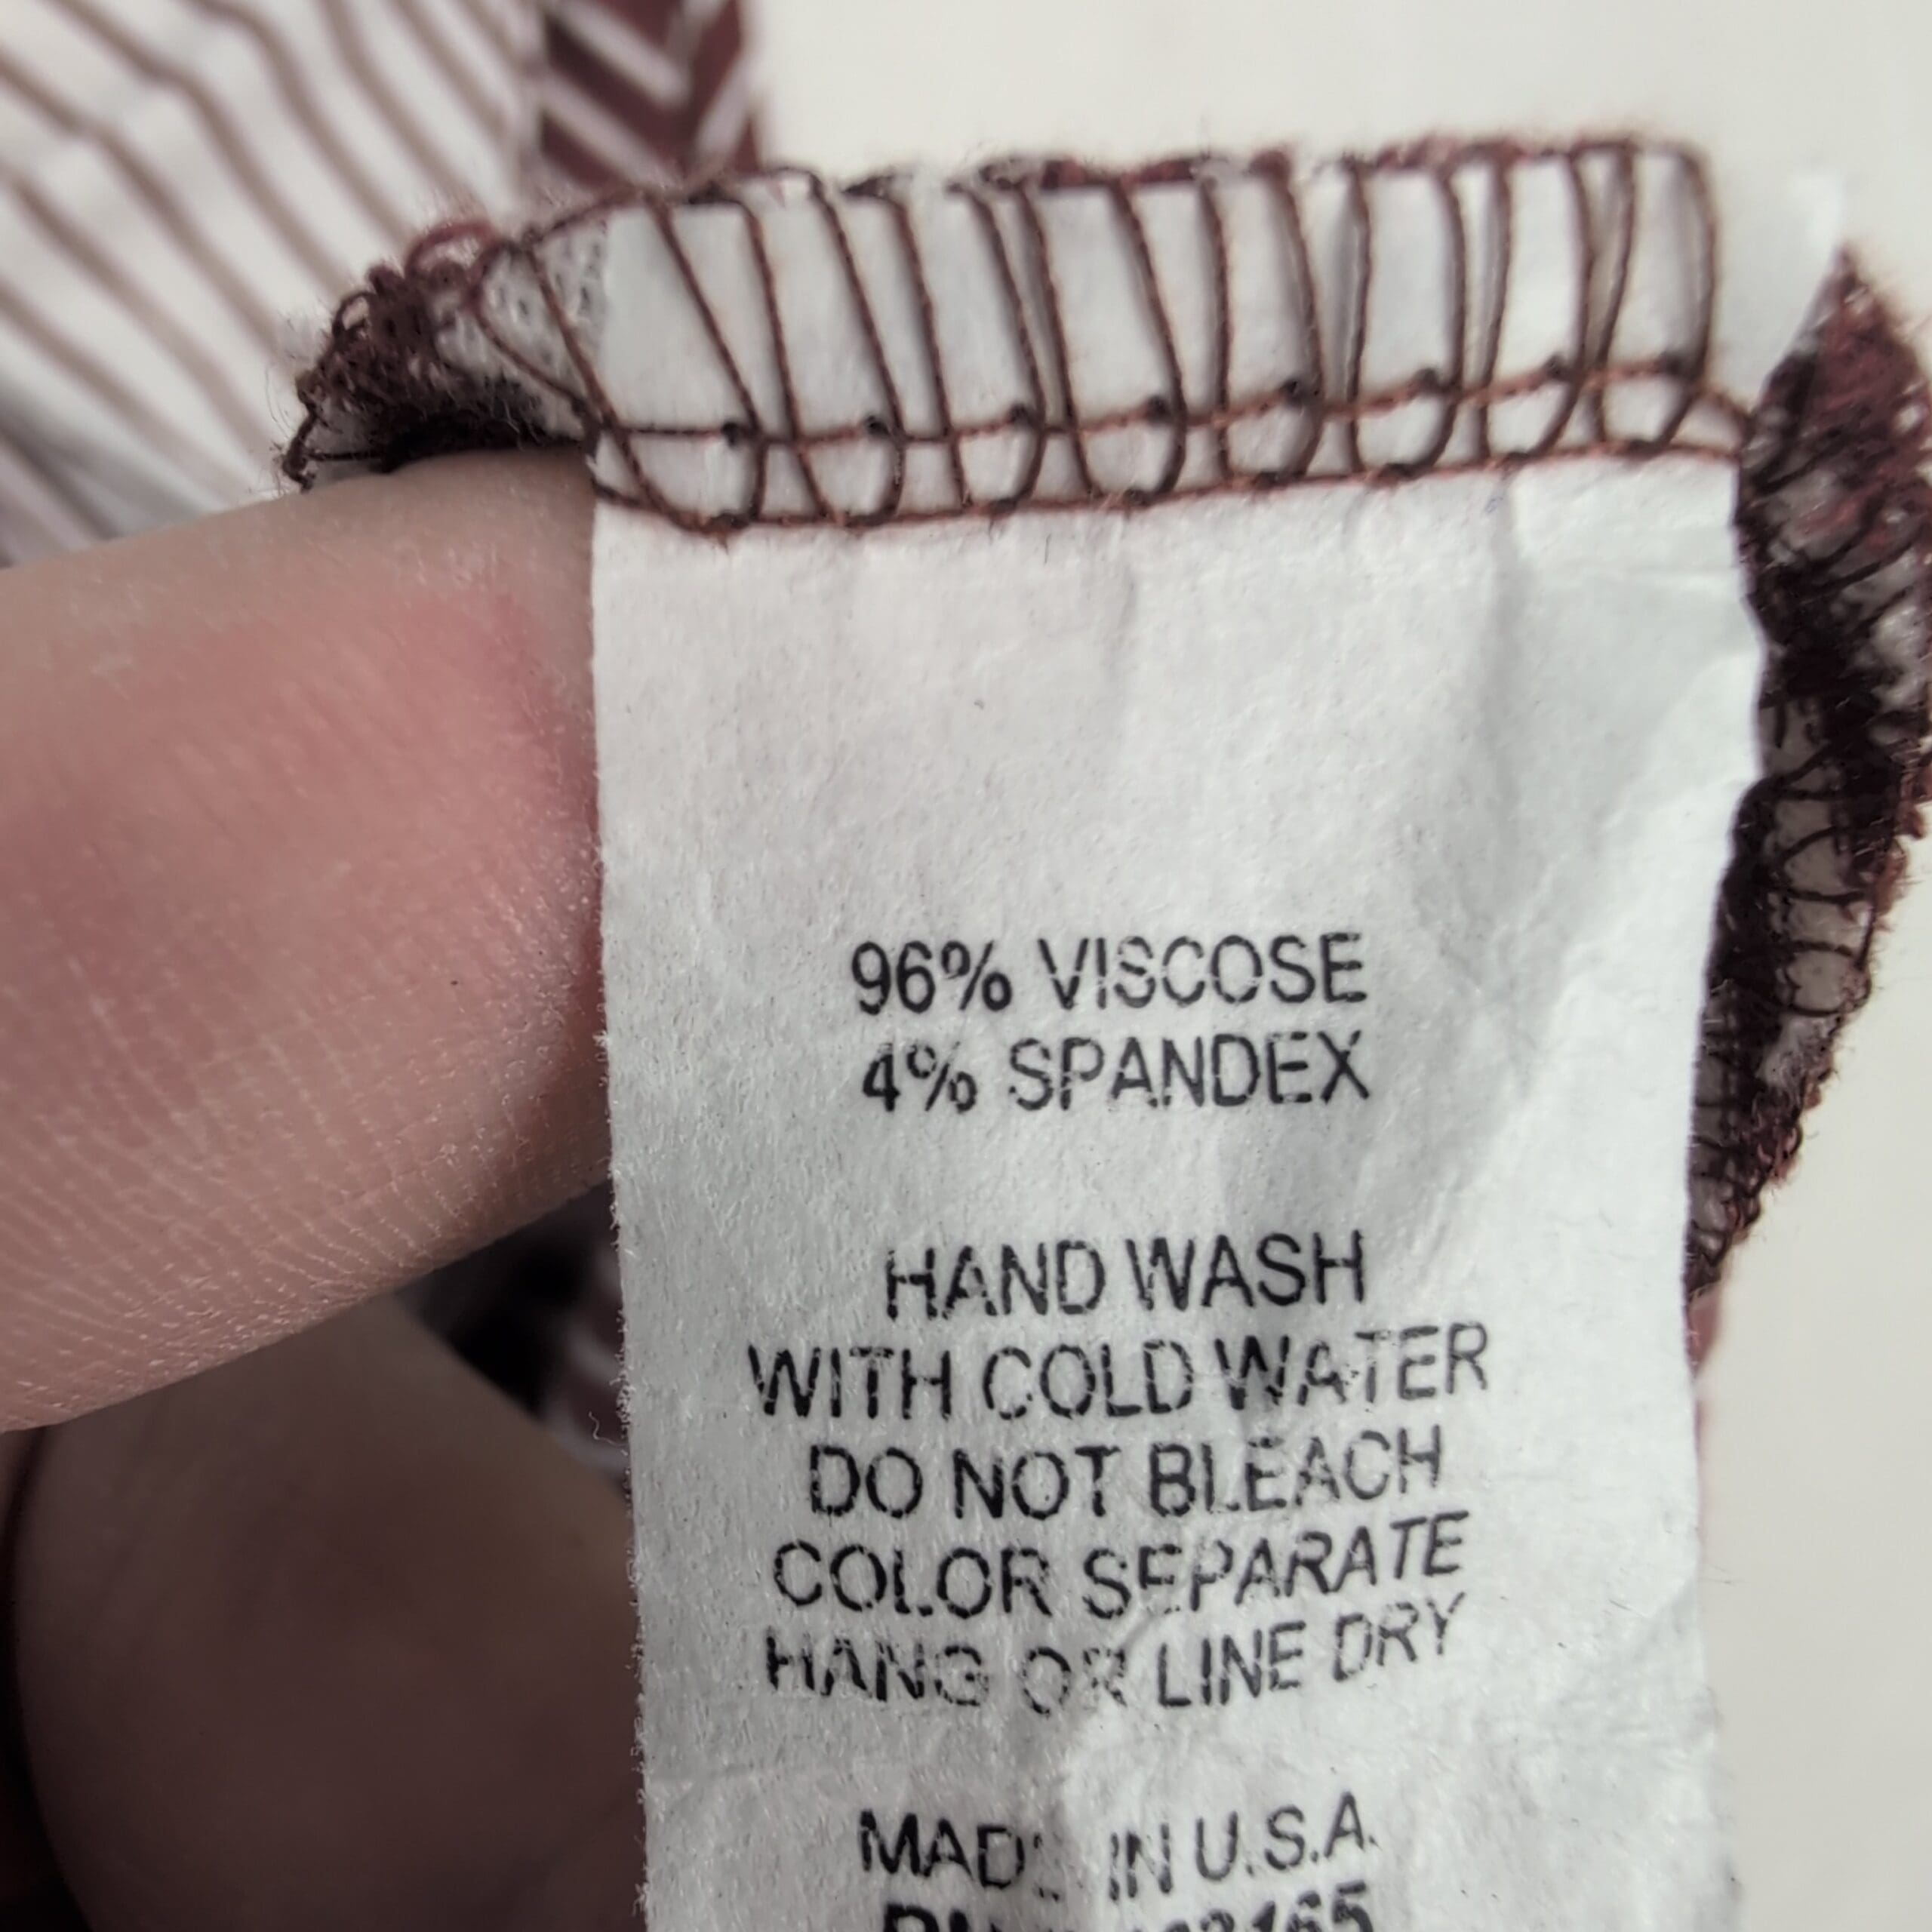 96% VISCOSE
4% SPANDEX
HAND WASH
WITH COLD WATER
DO NOT BLEACH
COLOR SEPARATE
HANG OR LINE DRY
MADE IN U.S.A.